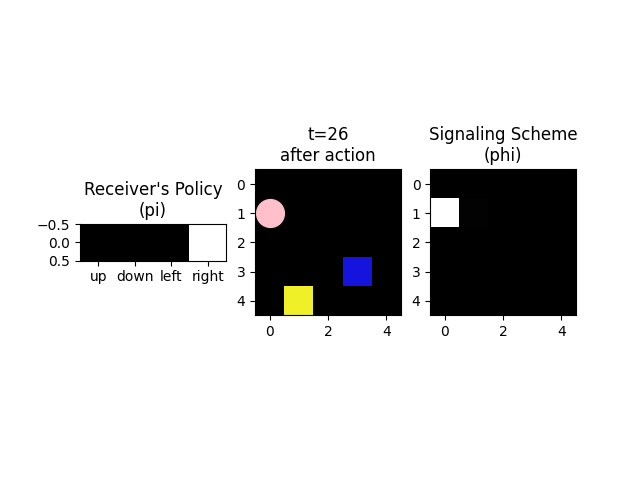 Receiver's Policy
(pi)
−0.5
0.0
0.5
up down left right
t=26
after action
0
1
2
3
4
0 2 4
Signaling Scheme
(phi)
0
1
2
3
4
0 2 4